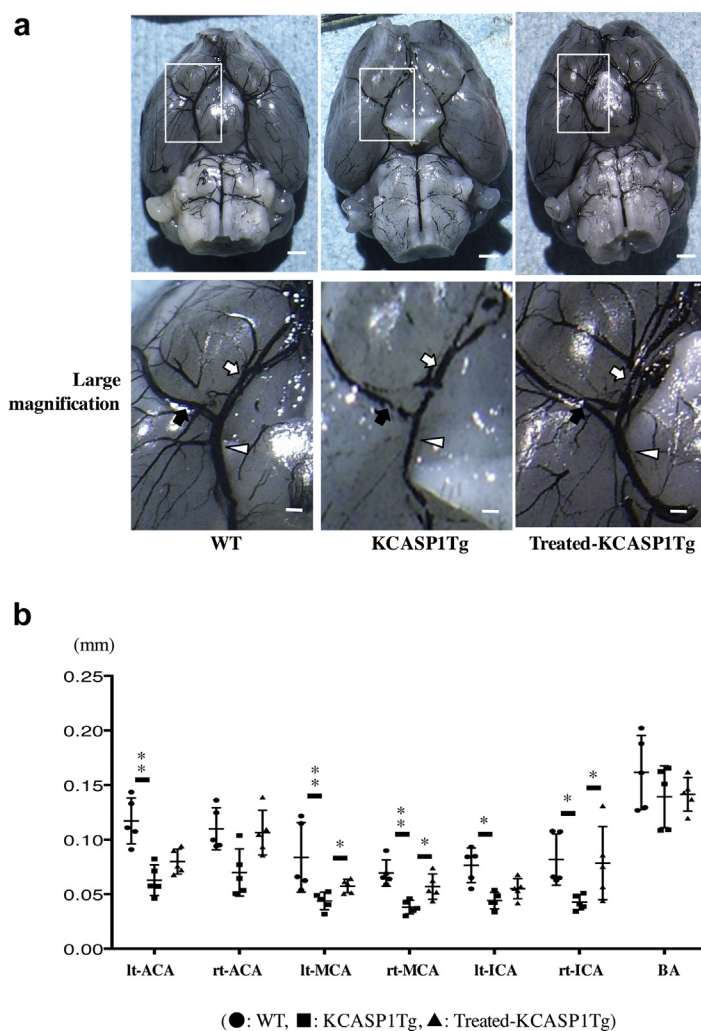 a
Large
magnification
WT
KCASP1Tg
Treated-KCASP1Tg
b
(mm)
0.25
0.20
0.15
0.10
0.05
0.00
**
**
*
**
*
*
*
*
lt-ACA
rt-ACA
lt-MCA
rt-MCA
lt-ICA
rt-ICA
BA
(●: WT, ■: KCASP1Tg, ▲: Treated-KCASP1Tg)